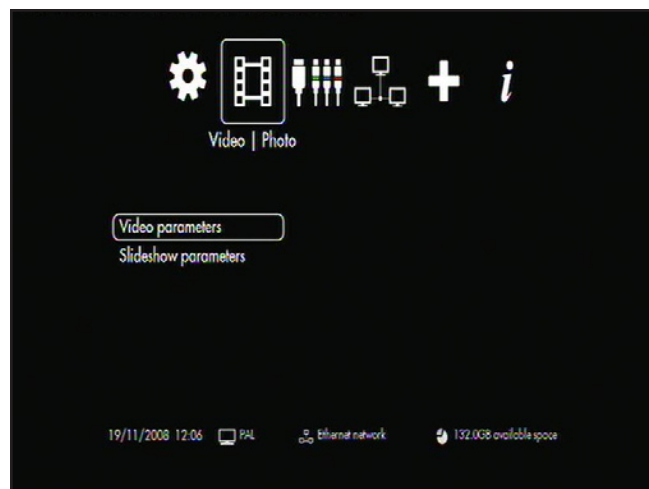 Video | Photo
Video parameters
Slideshow parameters
19/11/2008 12:06 PAL Ethernet network 132.0GB available space